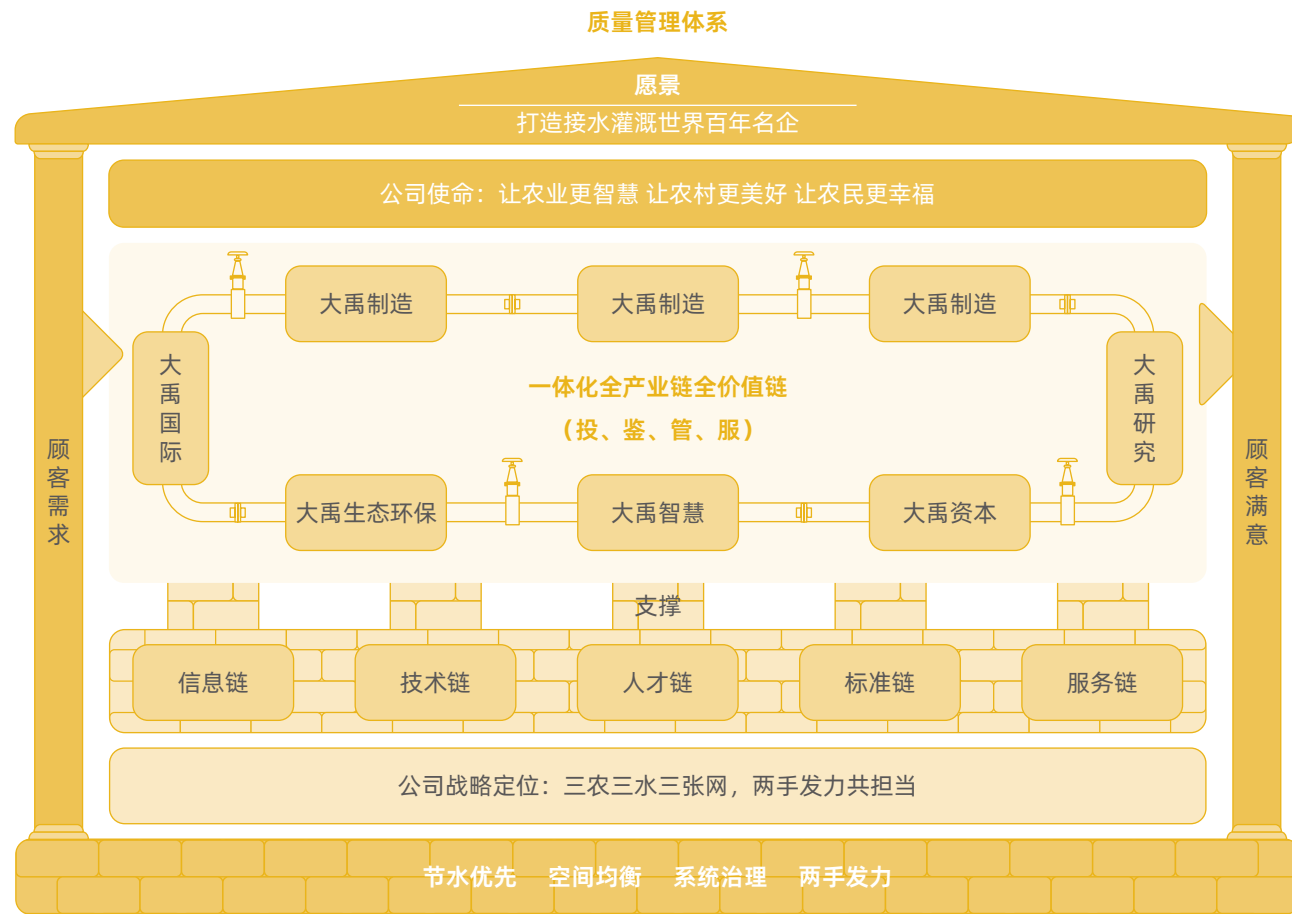 质量管理体系
愿景
打造接水灌溉世界百年名企
公司使命：让农业更智慧 让农村更美好 让农民更幸福
大禹制造
大禹制造
大禹制造
大禹国际
大禹研究
一体化全产业链全价值链
（投、鉴、管、服）
顾客需求
顾客满意
大禹生态环保
大禹智慧
大禹资本
支撑
信息链
技术链
人才链
标准链
服务链
公司战略定位：三农三水三张网，两手发力共担当
节水优先 空间均衡 系统治理 两手发力